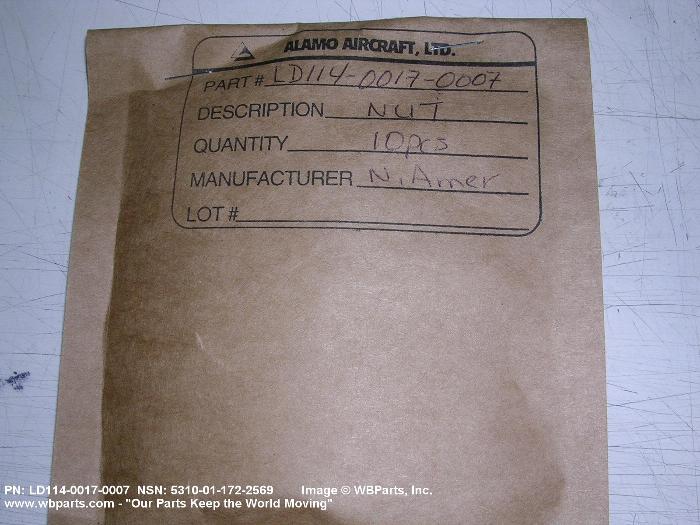 ALAMO AIRCRAFT, LTD.
PART # LD114-0017-0007
DESCRIPTION NUT
QUANTITY 10pcs
MANUFACTURER N. Amer
LOT #
PN: LD114-0017-0007 NSN: 5310-01-172-2569 Image © WBParts, Inc.
www.wbparts.com - "Our Parts Keep the World Moving"